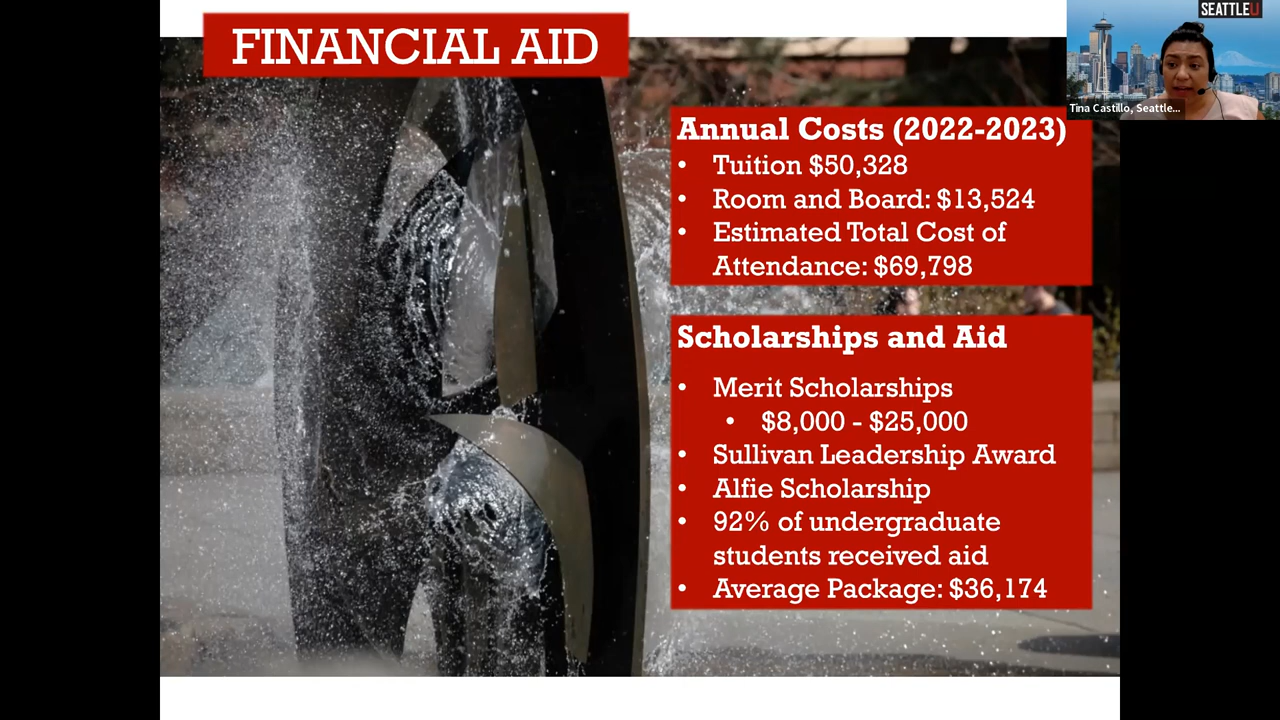 FINANCIAL AID
SEATTLEU
Tina Castillo, Seattle...
Annual Costs (2022-2023)
• Tuition $50,328
• Room and Board: $13,524
• Estimated Total Cost of
Attendance: $69,798
Scholarships and Aid
• Merit Scholarships
• $8,000 - $25,000
• Sullivan Leadership Award
• Alfie Scholarship
• 92% of undergraduate
students received aid
• Average Package: $36,174